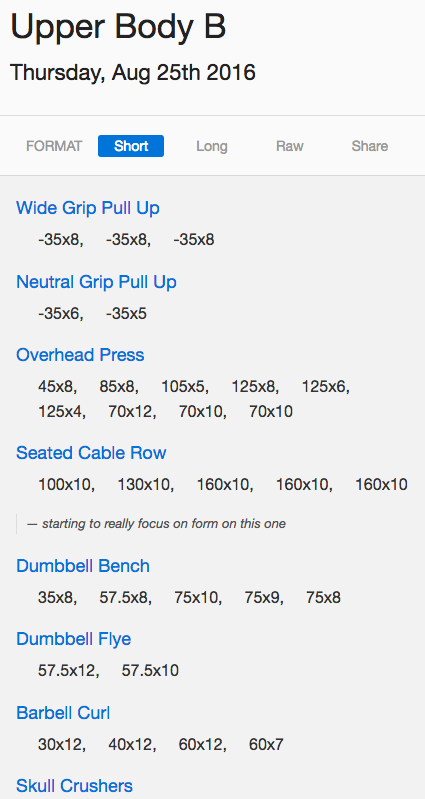 Upper Body B
Thursday, Aug 25th 2016
FORMAT Short Long Raw Share
Wide Grip Pull Up
-35x8, -35x8, -35x8
Neutral Grip Pull Up
-35x6, -35x5
Overhead Press
45x8, 85x8, 105x5, 125x8, 125x6,
125x4, 70x12, 70x10, 70x10
Seated Cable Row
100x10, 130x10, 160x10, 160x10, 160x10
— starting to really focus on form on this one
Dumbbell Bench
35x8, 57.5x8, 75x10, 75x9, 75x8
Dumbbell Flye
57.5x12, 57.5x10
Barbell Curl
30x12, 40x12, 60x12, 60x7
Skull Crushers